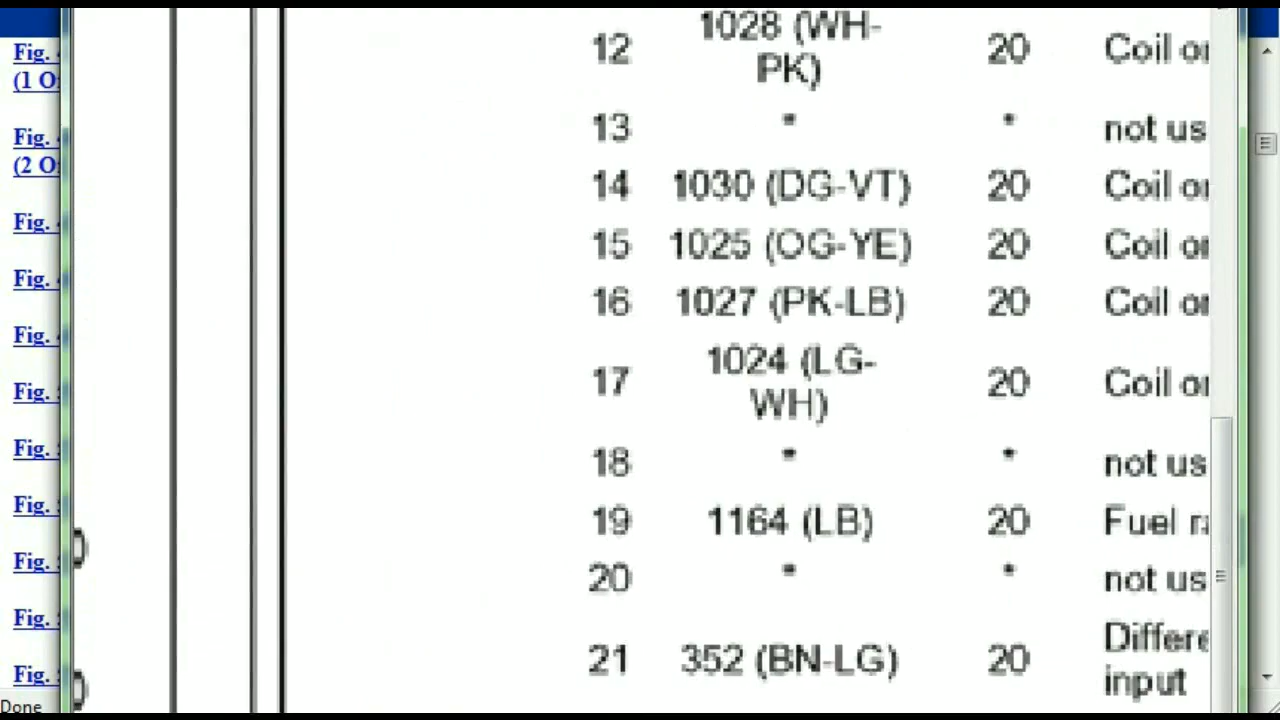 Fig.
(1 O
Fig.
(2 O
Fig.
Fig.
Fig.
Fig.
Fig.
Fig.
Fig.
Fig.
Fig.
Done
12 1028 (WH-
PK) 20 Coil o
13 * * not us
14 1030 (DG-VT) 20 Coil o
15 1025 (OG-YE) 20 Coil o
16 1027 (PK-LB) 20 Coil o
17 1024 (LG-
WH) 20 Coil o
18 * * not us
19 1164 (LB) 20 Fuel r
20 * * not us
21 352 (BN-LG) 20 Differe
input